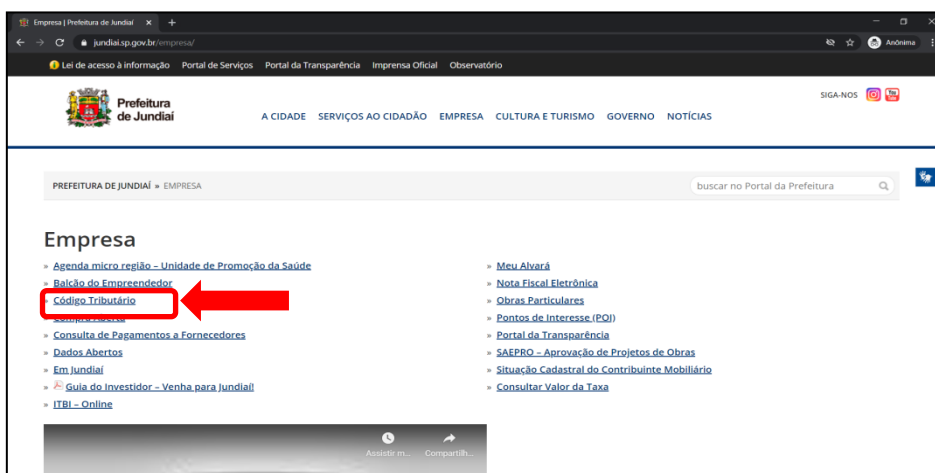 Empresa | Prefeitura de Jundiaí
jundiai.sp.gov.br/empresa/
Anônima
Lei de acesso à informação Portal de Serviços Portal da Transparência Imprensa Oficial Observatório
Prefeitura
de Jundiaí
A CIDADE SERVIÇOS AO CIDADÃO EMPRESA CULTURA E TURISMO GOVERNO NOTÍCIAS
SIGA-NOS
You
Tube
PREFEITURA DE JUNDIAÍ » EMPRESA
buscar no Portal da Prefeitura
Empresa
» Agenda micro região – Unidade de Promoção da Saúde
» Balcão do Empreendedor
» Código Tributário
» Compra Aberta
» Consulta de Pagamentos a Fornecedores
» Dados Abertos
» Em Jundiaí
» Guia do Investidor – Venha para Jundiaí!
» ITBI – Online
» Meu Alvará
» Nota Fiscal Eletrônica
» Obras Particulares
» Pontos de Interesse (POI)
» Portal da Transparência
» SAEPRO – Aprovação de Projetos de Obras
» Situação Cadastral do Contribuinte Mobiliário
» Consultar Valor da Taxa
Assistir m... Compartilh...